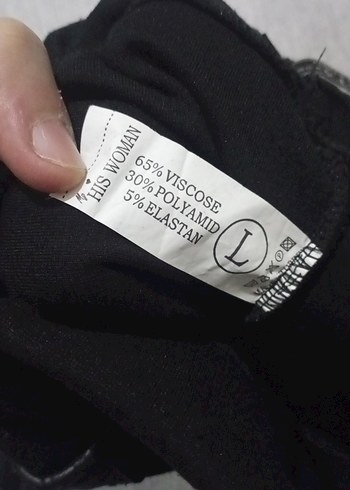 HIS WOMAN
65% VISCOSE
30% POLYAMID
5% ELASTAN
L